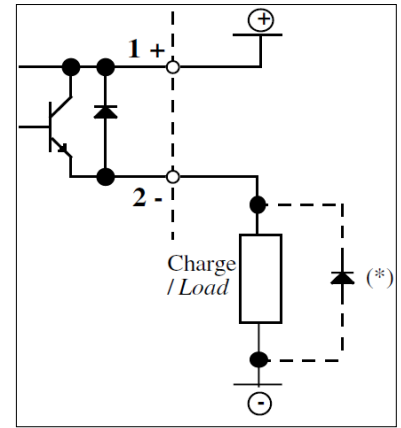 +
1 +
2 -
Charge
/ Load
(*)
-